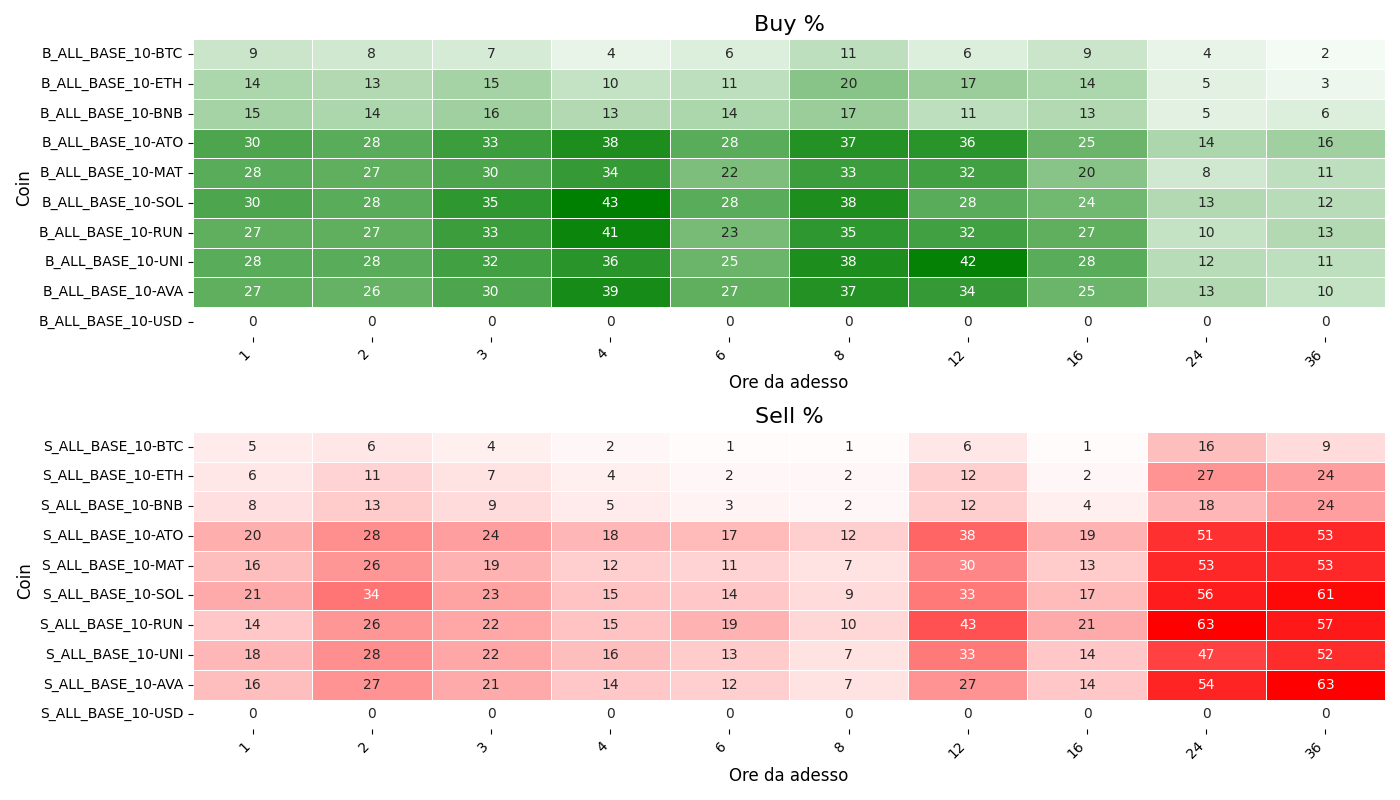 Buy %
Coin
B_ALL_BASE_10-BTC 9 8 7 4 6 11 6 9 4 2
B_ALL_BASE_10-ETH 14 13 15 10 11 20 17 14 5 3
B_ALL_BASE_10-BNB 15 14 16 13 14 17 11 13 5 6
B_ALL_BASE_10-ATO 30 28 33 38 28 37 36 25 14 16
B_ALL_BASE_10-MAT 28 27 30 34 22 33 32 20 8 11
B_ALL_BASE_10-SOL 30 28 35 43 28 38 28 24 13 12
B_ALL_BASE_10-RUN 27 27 33 41 23 35 32 27 10 13
B_ALL_BASE_10-UNI 28 28 32 36 25 38 42 28 12 11
B_ALL_BASE_10-AVA 27 26 30 39 27 37 34 25 13 10
B_ALL_BASE_10-USD 0 0 0 0 0 0 0 0 0 0
1 2 3 4 6 8 12 16 24 36
Ore da adesso
Sell %
Coin
S_ALL_BASE_10-BTC 5 6 4 2 1 1 6 1 16 9
S_ALL_BASE_10-ETH 6 11 7 4 2 2 12 2 27 24
S_ALL_BASE_10-BNB 8 13 9 5 3 2 12 4 18 24
S_ALL_BASE_10-ATO 20 28 24 18 17 12 38 19 51 53
S_ALL_BASE_10-MAT 16 26 19 12 11 7 30 13 53 53
S_ALL_BASE_10-SOL 21 34 23 15 14 9 33 17 56 61
S_ALL_BASE_10-RUN 14 26 22 15 19 10 43 21 63 57
S_ALL_BASE_10-UNI 18 28 22 16 13 7 33 14 47 52
S_ALL_BASE_10-AVA 16 27 21 14 12 7 27 14 54 63
S_ALL_BASE_10-USD 0 0 0 0 0 0 0 0 0 0
1 2 3 4 6 8 12 16 24 36
Ore da adesso